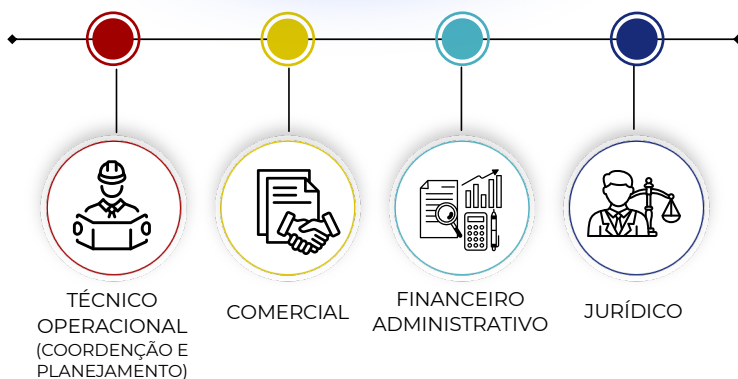 TÉCNICO
OPERACIONAL
(COORDENÇÃO E
PLANEJAMENTO)
COMERCIAL
FINANCEIRO
ADMINISTRATIVO
JURÍDICO